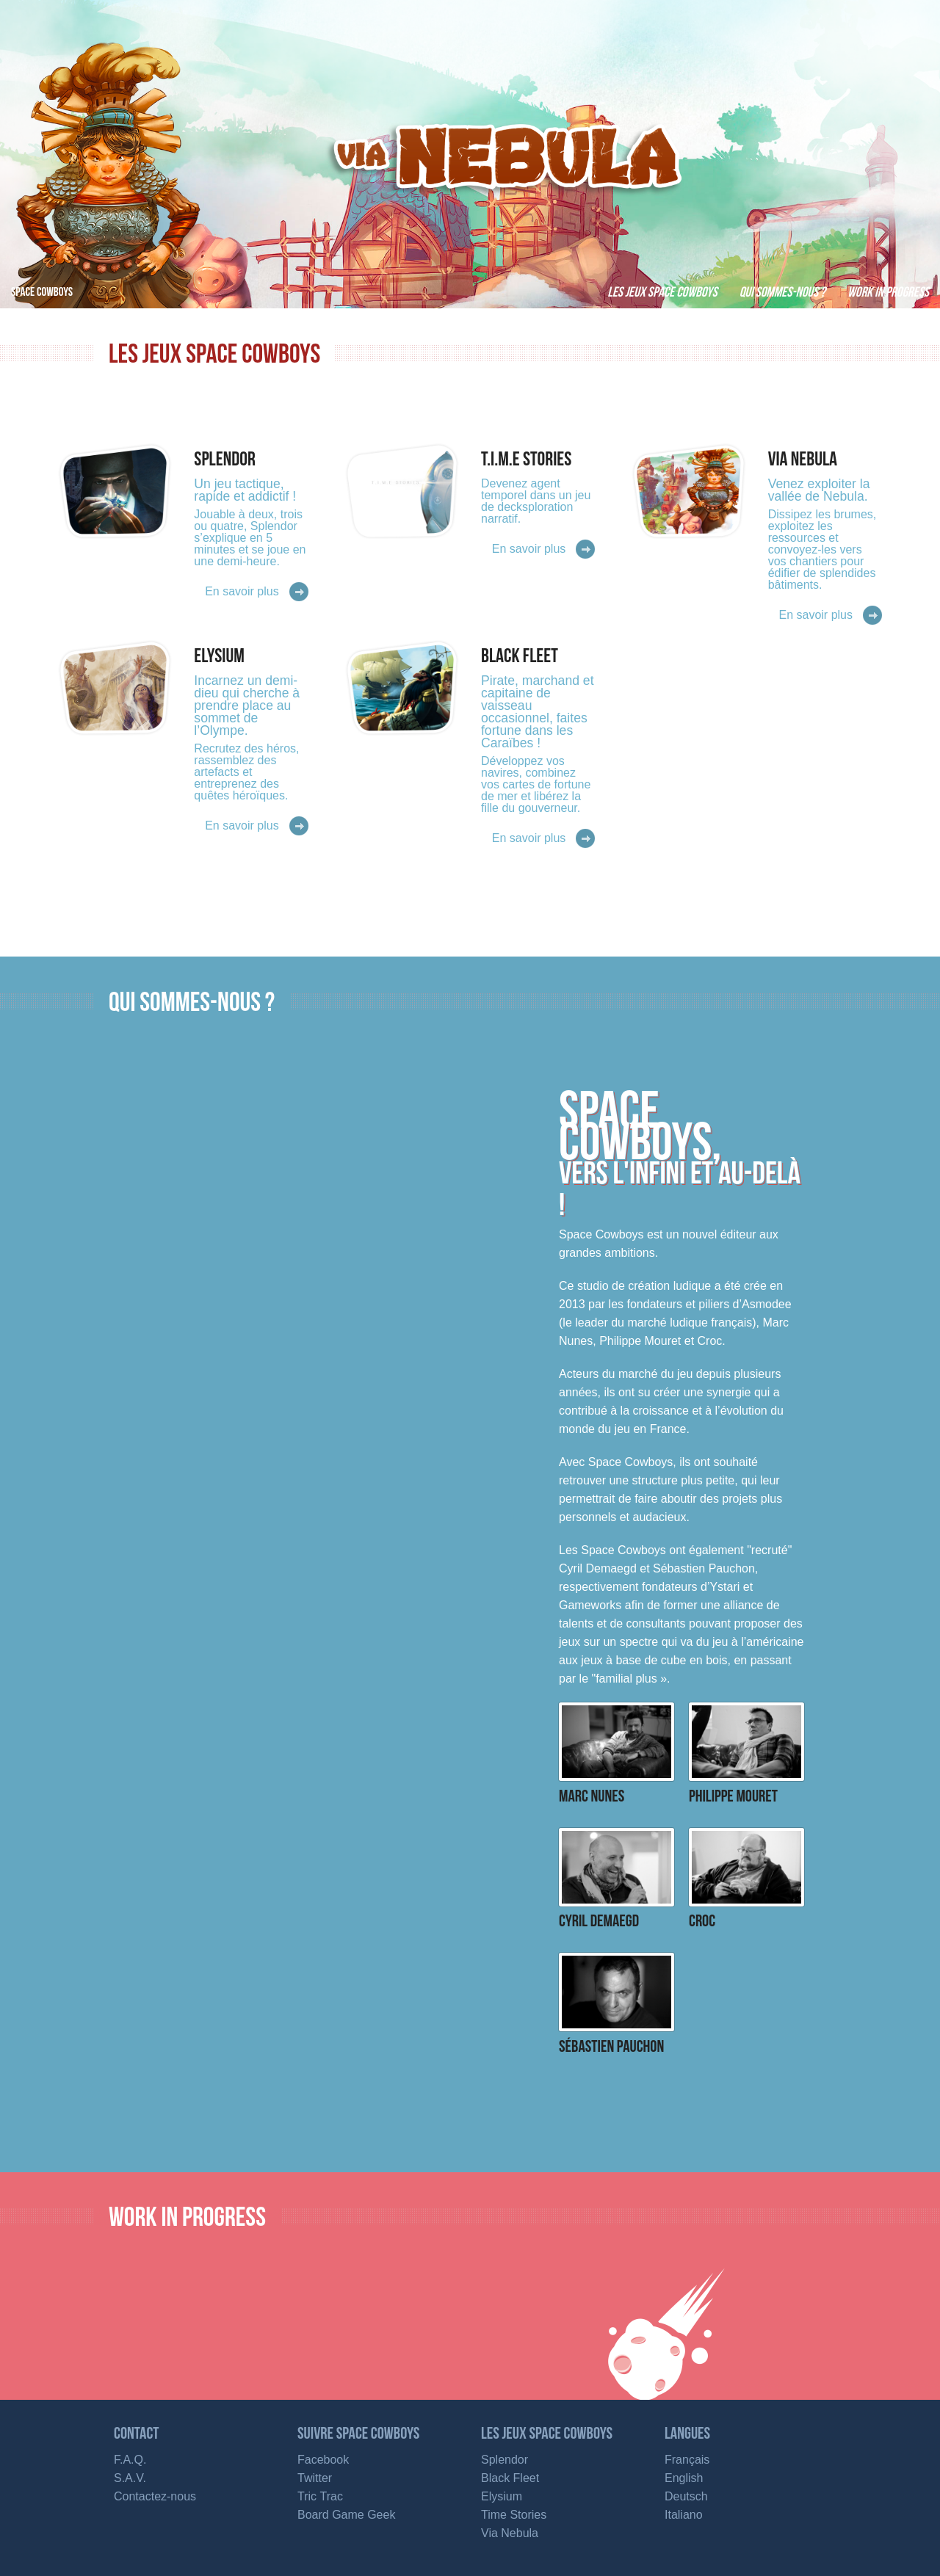 VIA NEBULA
SPACE COWBOYS
LES JEUX SPACE COWBOYS
QUI SOMMES-NOUS ?
WORK IN PROGRESS
LES JEUX SPACE COWBOYS
SPLENDOR
Un jeu tactique,
rapide et addictif !
Jouable à deux, trois
ou quatre, Splendor
s’explique en 5
minutes et se joue en
une demi-heure.
En savoir plus
T.I.M.E STORIES
Devenez agent
temporel dans un jeu
de decksploration
narratif.
En savoir plus
VIA NEBULA
Venez exploiter la
vallée de Nebula.
Dissipez les brumes,
exploitez les
ressources et
convoyez-les vers
vos chantiers pour
édifier de splendides
bâtiments.
En savoir plus
ELYSIUM
Incarnez un demi-
dieu qui cherche à
prendre place au
sommet de
l’Olympe.
Recrutez des héros,
rassemblez des
artefacts et
entreprenez des
quêtes héroïques.
En savoir plus
BLACK FLEET
Pirate, marchand et
capitaine de
vaisseau
occasionnel, faites
fortune dans les
Caraïbes !
Développez vos
navires, combinez
vos cartes de fortune
de mer et libérez la
fille du gouverneur.
En savoir plus
QUI SOMMES-NOUS ?
SPACE
COWBOYS,
VERS L'INFINI ET AU-DELÀ
!
Space Cowboys est un nouvel éditeur aux
grandes ambitions.
Ce studio de création ludique a été crée en
2013 par les fondateurs et piliers d’Asmodee
(le leader du marché ludique français), Marc
Nunes, Philippe Mouret et Croc.
Acteurs du marché du jeu depuis plusieurs
années, ils ont su créer une synergie qui a
contribué à la croissance et à l’évolution du
monde du jeu en France.
Avec Space Cowboys, ils ont souhaité
retrouver une structure plus petite, qui leur
permettrait de faire aboutir des projets plus
personnels et audacieux.
Les Space Cowboys ont également "recruté"
Cyril Demaegd et Sébastien Pauchon,
respectivement fondateurs d’Ystari et
Gameworks afin de former une alliance de
talents et de consultants pouvant proposer des
jeux sur un spectre qui va du jeu à l’américaine
aux jeux à base de cube en bois, en passant
par le "familial plus ».
MARC NUNES
PHILIPPE MOURET
CYRIL DEMAEGD
CROC
SÉBASTIEN PAUCHON
WORK IN PROGRESS
CONTACT
F.A.Q.
S.A.V.
Contactez-nous
SUIVRE SPACE COWBOYS
Facebook
Twitter
Tric Trac
Board Game Geek
LES JEUX SPACE COWBOYS
Splendor
Black Fleet
Elysium
Time Stories
Via Nebula
LANGUES
Français
English
Deutsch
Italiano